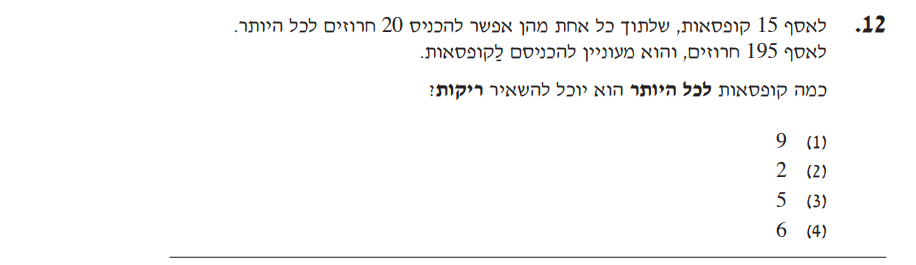 12. לאסף 15 קופסאות, שלתוך כל אחת מהן אפשר להכניס 20 חרוזים לכל היותר.
לאסף 195 חרוזים, והוא מעוניין להכניסם לַקופסאות.
כמה קופסאות לכל היותר הוא יוכל להשאיר ריקות?
(1) 9
(2) 2
(3) 5
(4) 6